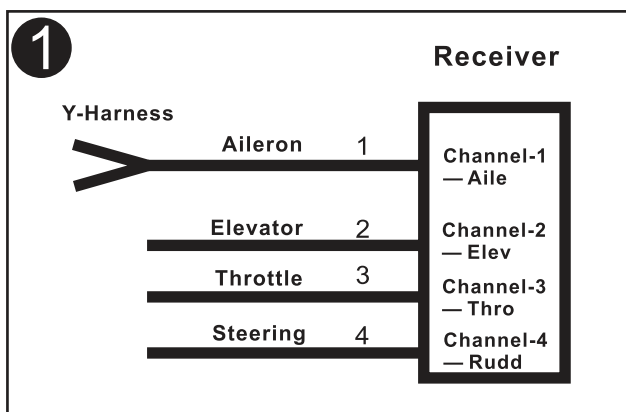 1
Receiver
Y-Harness
Aileron 1
Channel-1
— Aile
Elevator 2
Channel-2
— Elev
Throttle 3
Channel-3
— Thro
Steering 4
Channel-4
— Rudd